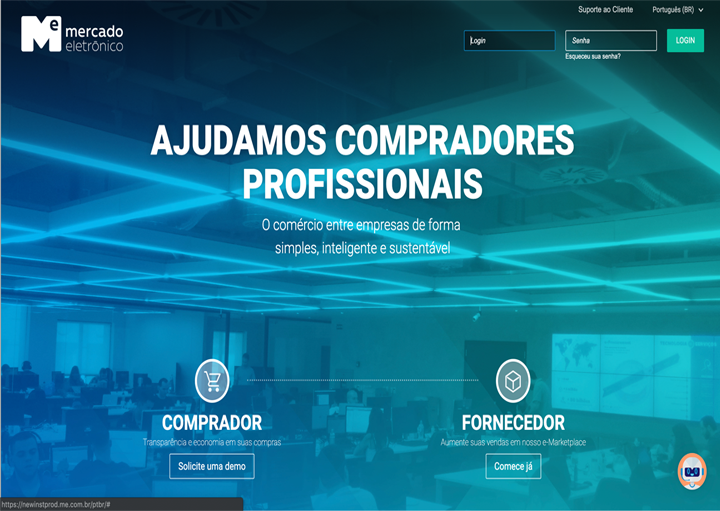 Suporte ao Cliente
Português (BR)
Me mercado
eletrônico
Login
Senha
LOGIN
Esqueceu sua senha?
AJUDAMOS COMPRADORES
PROFISSIONAIS
O comércio entre empresas de forma
simples, inteligente e sustentável
COMPRADOR
Transparência e economia em suas compras
Solicite uma demo
FORNECEDOR
Aumente suas vendas em nosso e-Marketplace
Comece já
https://newinstprod.me.com.br/ptbr/#